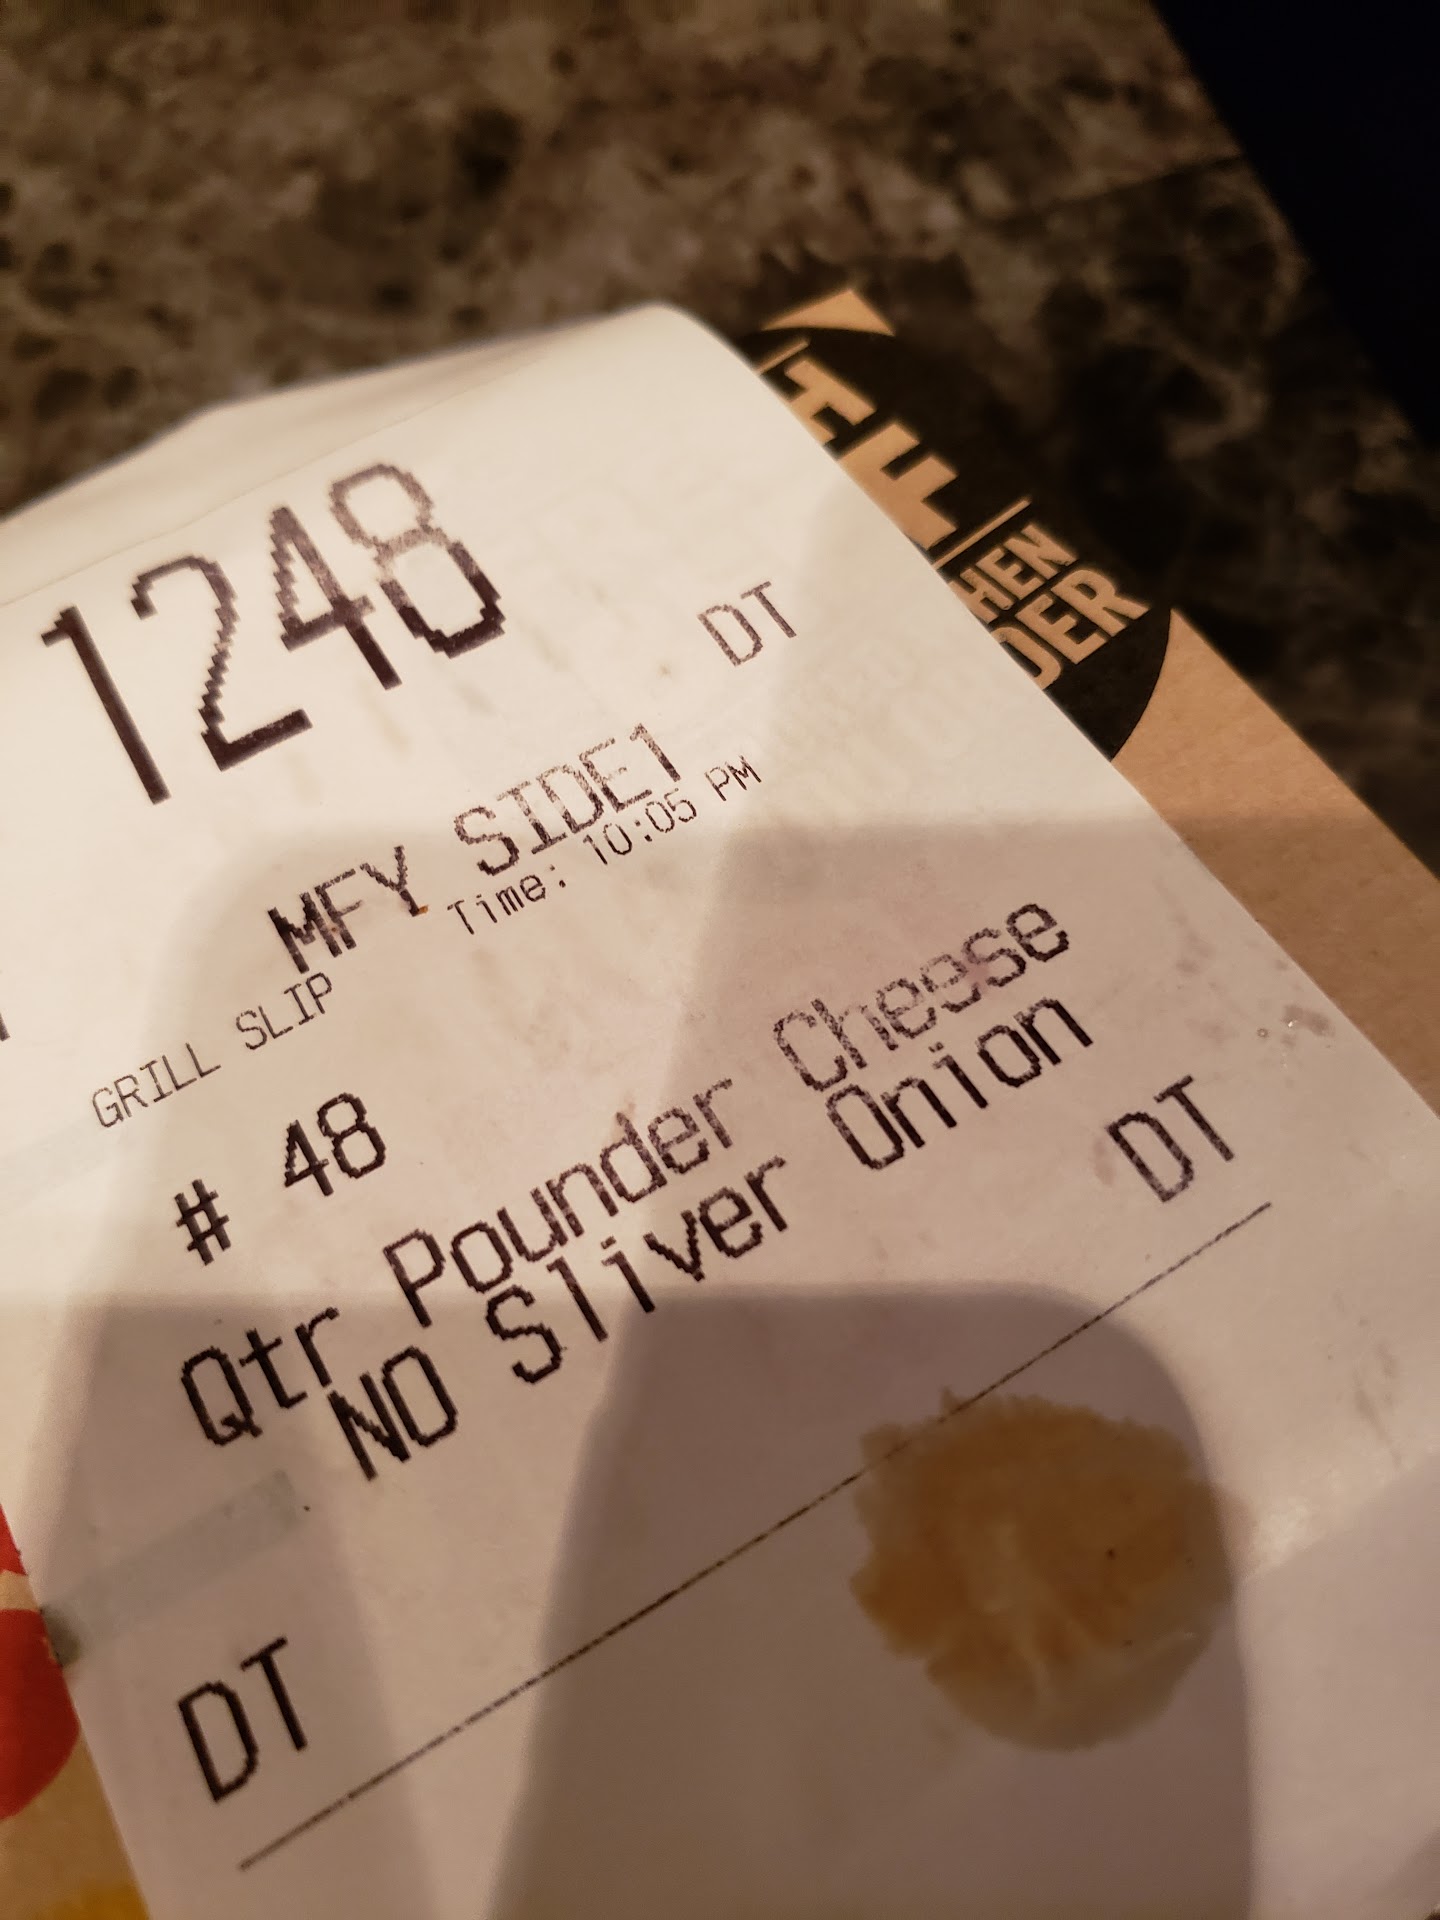 1248
DT
MFY SIDE1
Time: 10:05 PM
GRILL SLIP
# 48
Qtr Pounder Cheese
NO Sliver Onion
DT
DT